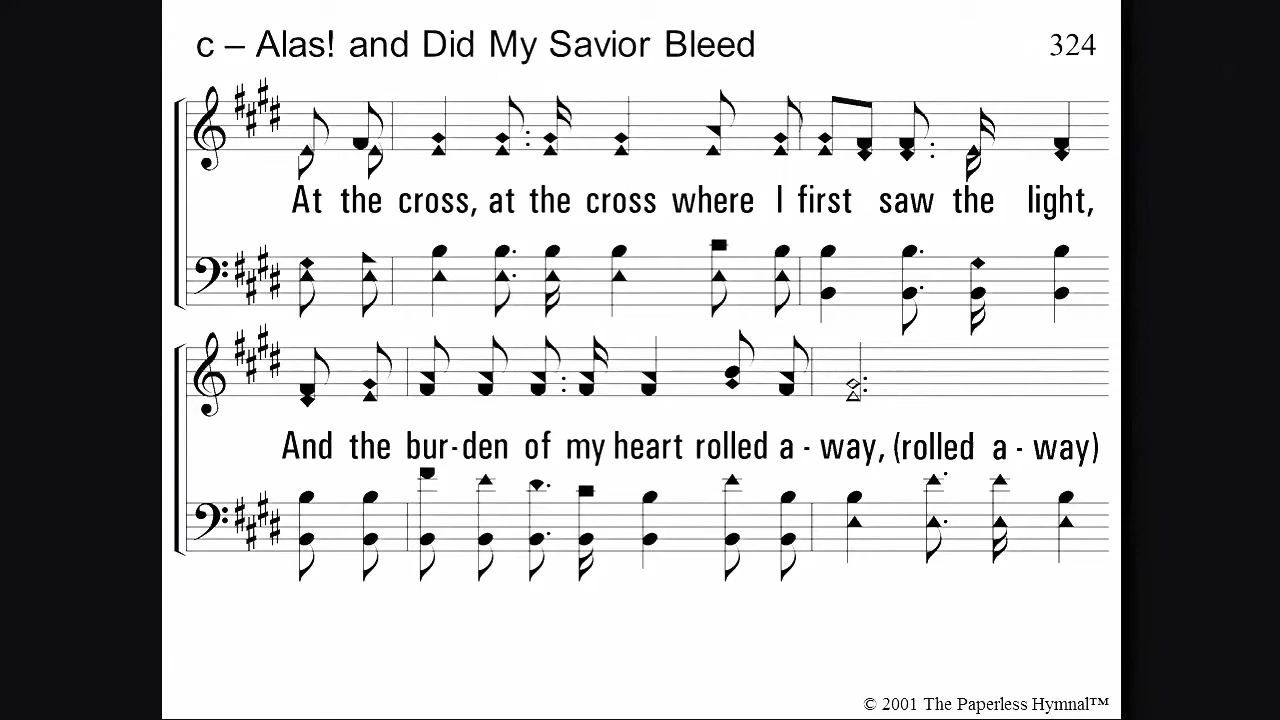 c – Alas! and Did My Savior Bleed 324
At the cross, at the cross where I first saw the light,
And the bur-den of my heart rolled a - way, (rolled a - way)
© 2001 The Paperless Hymnal™